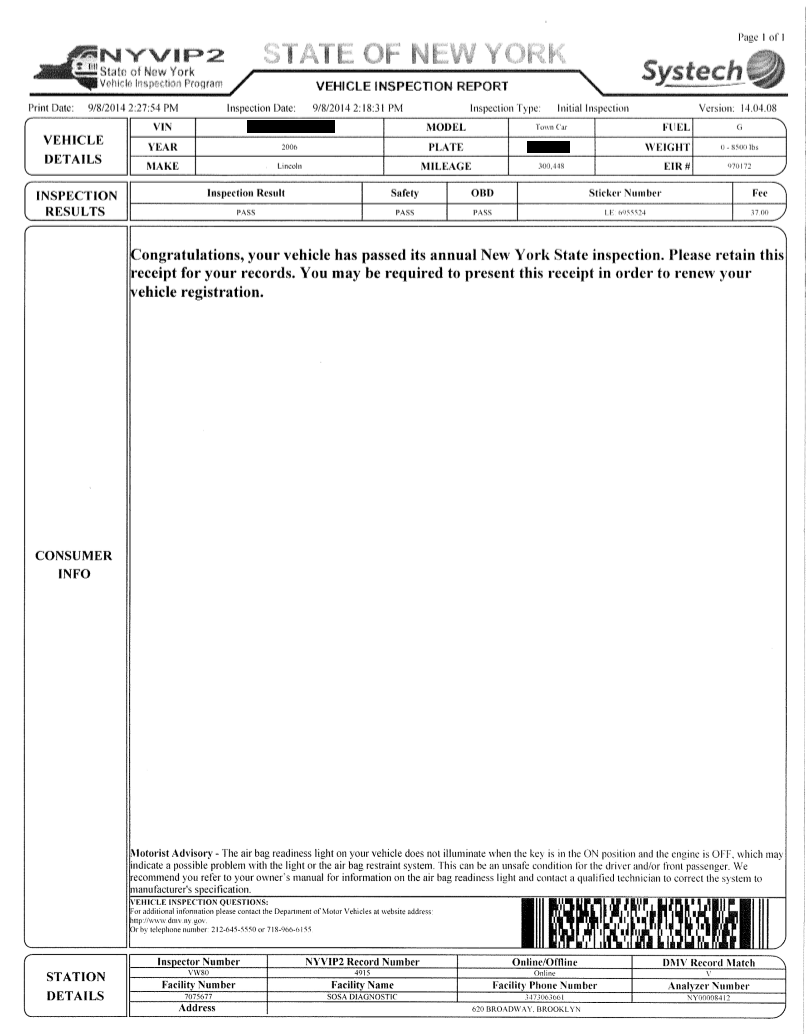 Page 1 of 1
NYVIP2
State of New York
Vehicle Inspection Program
STATE OF NEW YORK
VEHICLE INSPECTION REPORT
Systech
Print Date: 9/8/2014 2:27:54 PM Inspection Date: 9/8/2014 2:18:31 PM Inspection Type: Initial Inspection Version: 14.04.08
VEHICLE DETAILS
VIN MODEL Town Car FUEL G
YEAR 2006 PLATE WEIGHT 0 - 8500 lbs
MAKE Lincoln MILEAGE 300,448 EIR # 970172
INSPECTION RESULTS
Inspection Result Safety OBD Sticker Number Fee
PASS PASS PASS LE 6955524 37.00
CONSUMER INFO
Congratulations, your vehicle has passed its annual New York State inspection. Please retain this
receipt for your records. You may be required to present this receipt in order to renew your
vehicle registration.
Motorist Advisory - The air bag readiness light on your vehicle does not illuminate when the key is in the ON position and the engine is OFF, which may
indicate a possible problem with the light or the air bag restraint system. This can be an unsafe condition for the driver and/or front passenger. We
recommend you refer to your owner's manual for information on the air bag readiness light and contact a qualified technician to correct the system to
manufacturer's specification.
VEHICLE INSPECTION QUESTIONS:
For additional information please contact the Department of Motor Vehicles at website address:
http://www.dmv.ny.gov.
Or by telephone number 212-645-5550 or 718-966-6155
STATION DETAILS
Inspector Number NYVIP2 Record Number Online/Offline DMV Record Match
VW80 4915 Online V
Facility Number Facility Name Facility Phone Number Analyzer Number
7075677 SOSA DIAGNOSTIC 3473063661 NY00008412
Address 620 BROADWAY, BROOKLYN